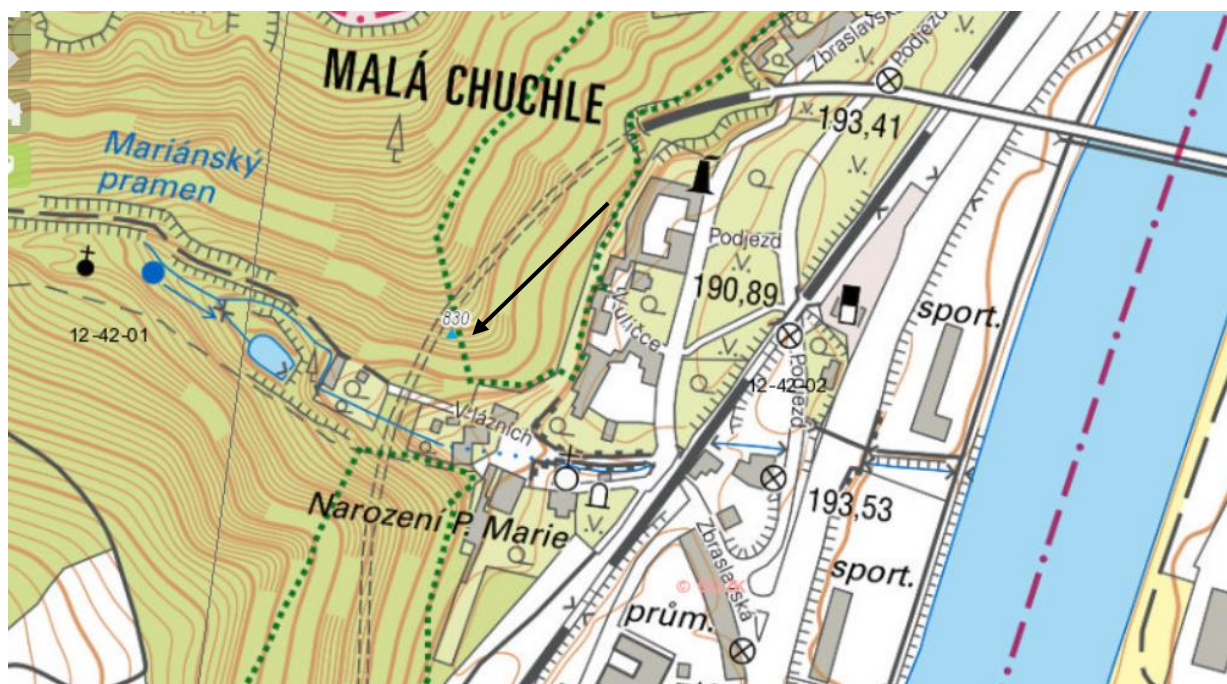 MALÁ CHUCHLE
Zbraslavská
Podjezd
193,41
Mariánský
pramen
Podjezd
190,89
V uličce
830
sport.
12-42-01
12-42-02
Podjezd
V lázních
Narození P. Marie
193,53
Zbraslavská
sport.
prům.